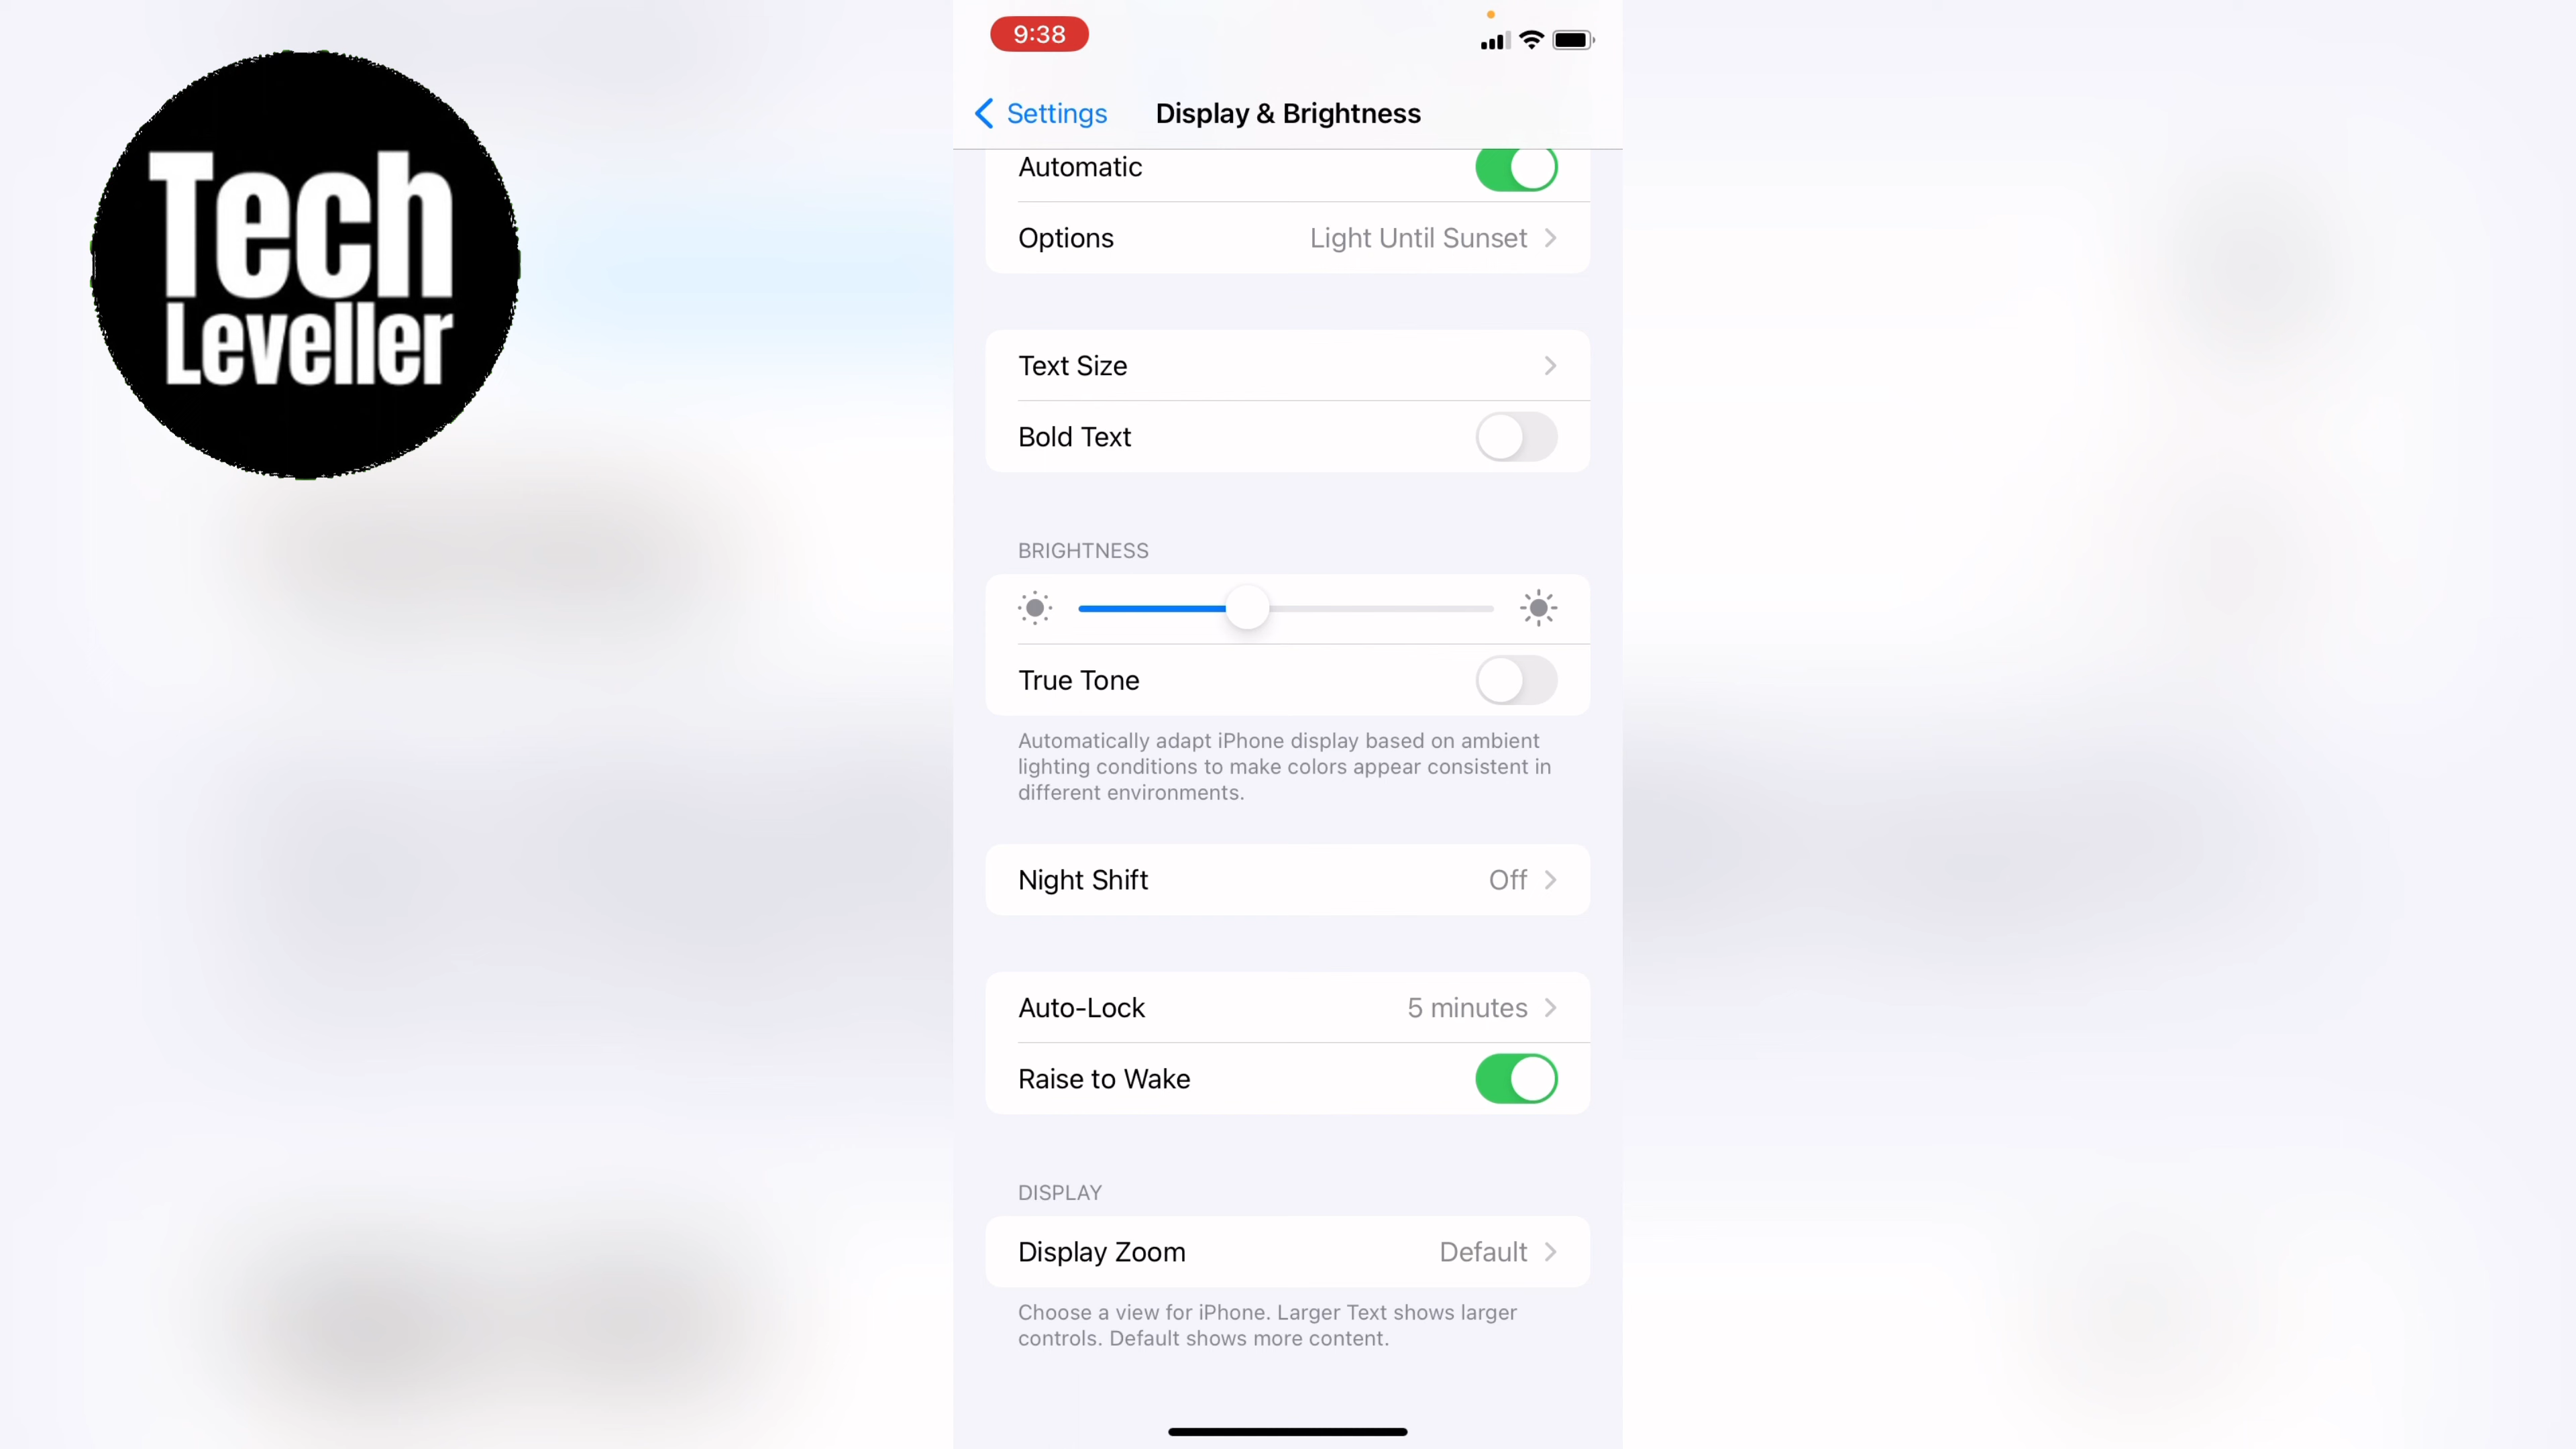 Tech
Leveller
9:38
Settings
Display & Brightness
Automatic
Options
Light Until Sunset
Text Size
Bold Text
BRIGHTNESS
True Tone
Automatically adapt iPhone display based on ambient
lighting conditions to make colors appear consistent in
different environments.
Night Shift
Off
Auto-Lock
5 minutes
Raise to Wake
DISPLAY
Display Zoom
Default
Choose a view for iPhone. Larger Text shows larger
controls. Default shows more content.